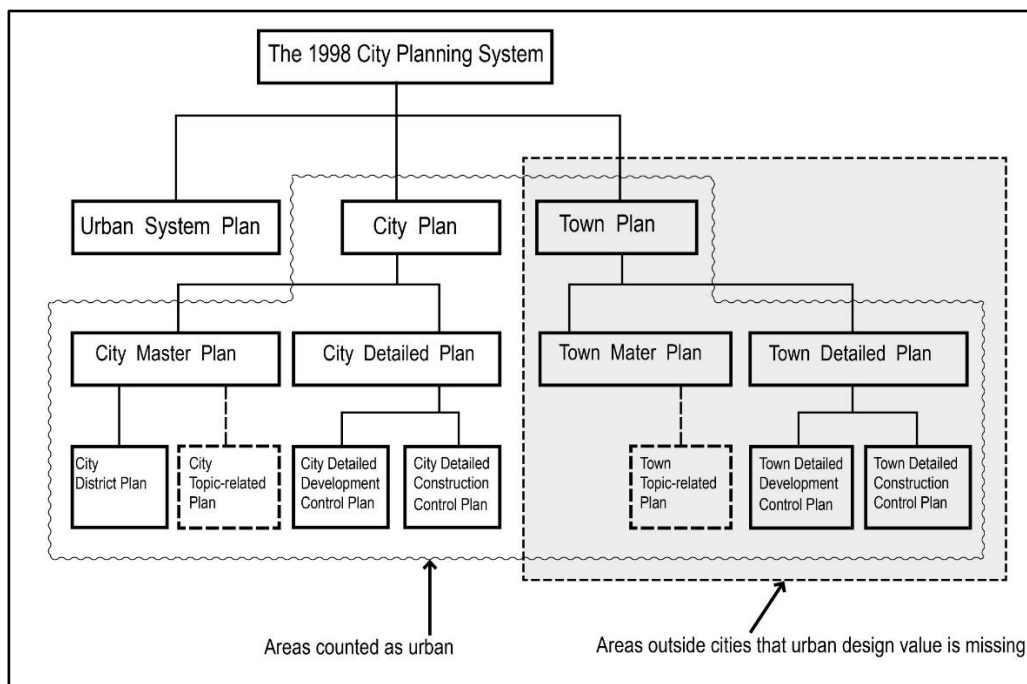 The 1998 City Planning System
Urban System Plan
City Plan
Town Plan
City Master Plan
City Detailed Plan
Town Mater Plan
Town Detailed Plan
City
District Plan
City
Topic-related
Plan
City Detailed
Development
Control Plan
City Detailed
Construction
Control Plan
Town
Topic-related
Plan
Town Detailed
Development
Control Plan
Town Detailed
Construction
Control Plan
Areas counted as urban
Areas outside cities that urban design value is missing